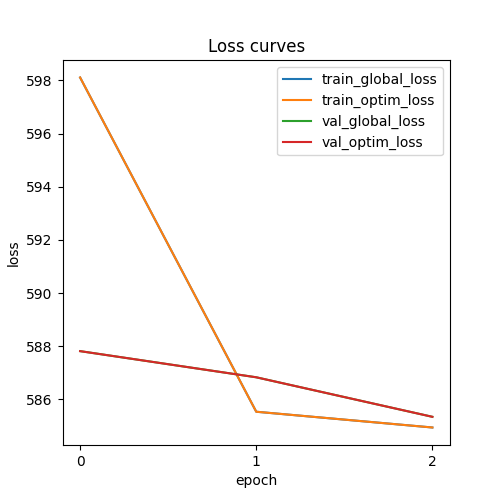 Loss curves
train_global_loss
train_optim_loss
val_global_loss
val_optim_loss
598
596
594
592
590
588
586
loss
0 1 2
epoch